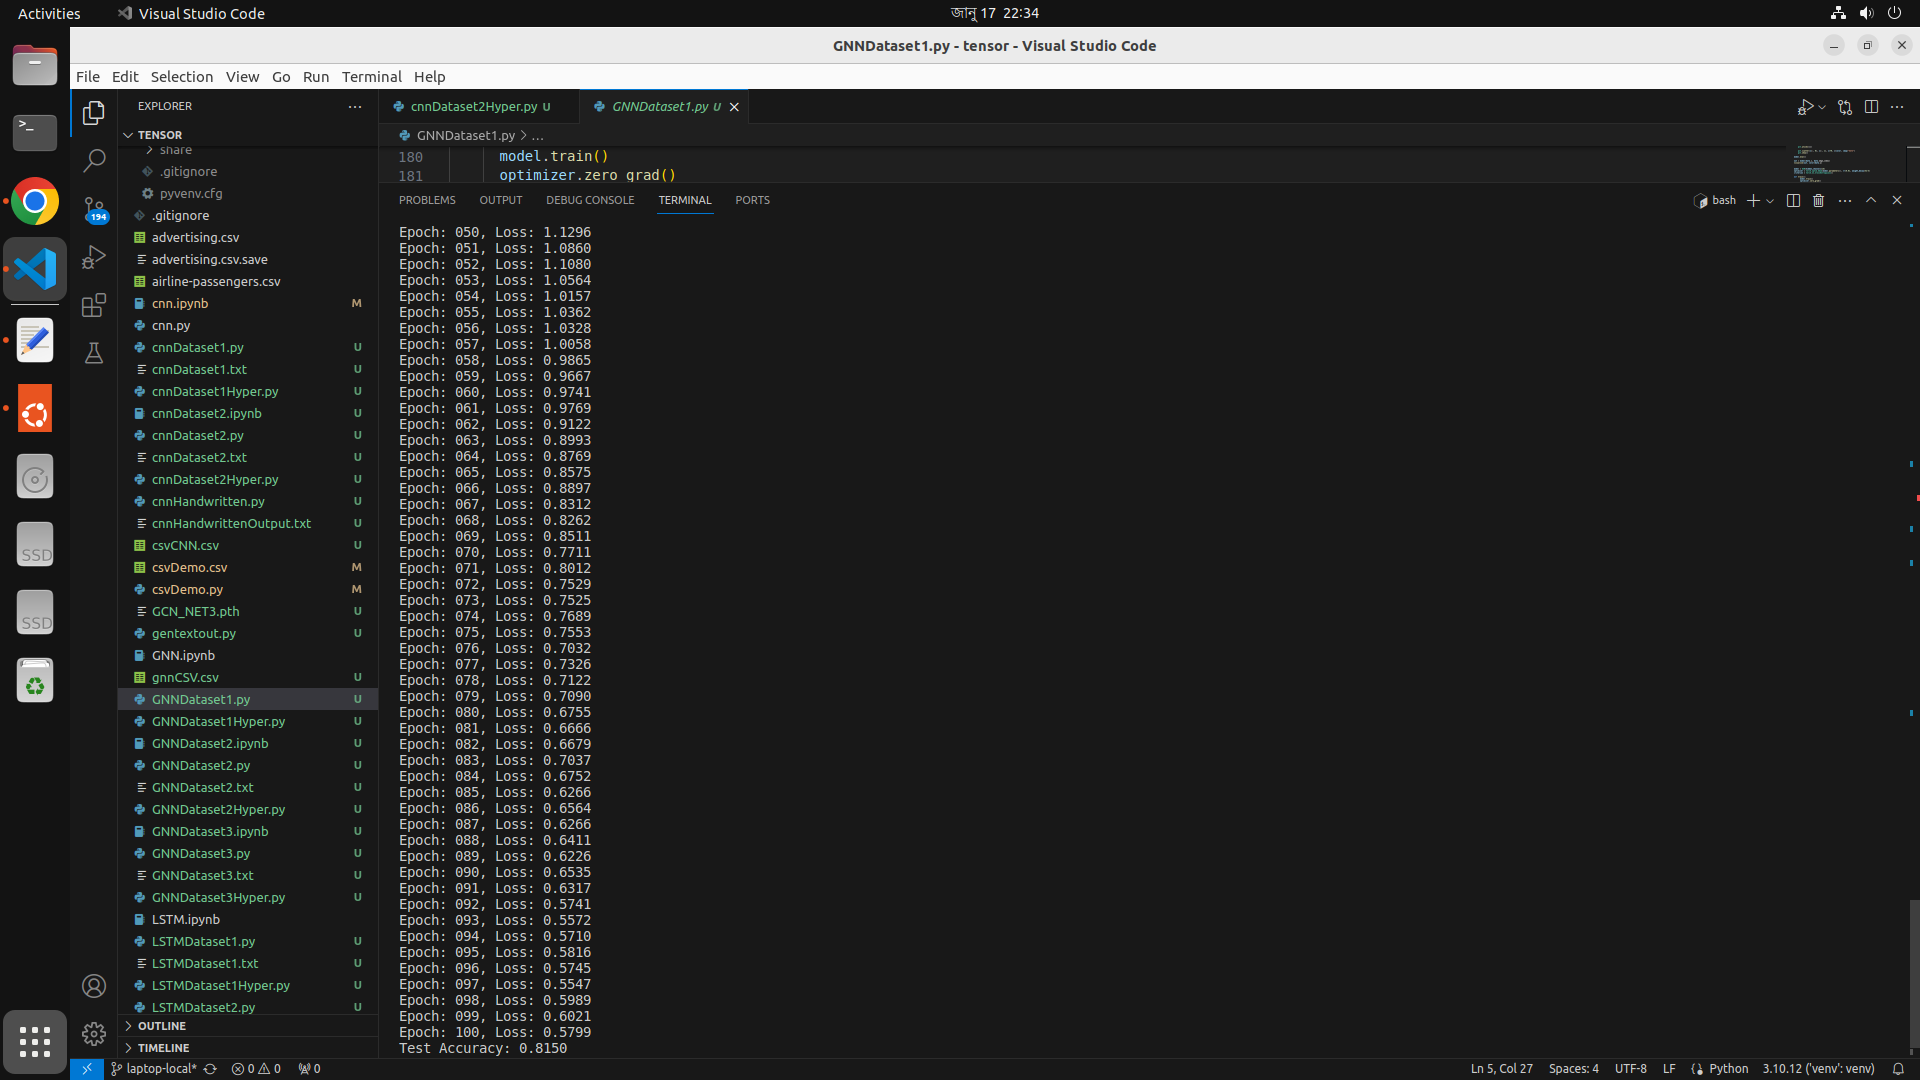 Activities Visual Studio Code জানু 17 22:34
GNNDataset1.py - tensor - Visual Studio Code
File Edit Selection View Go Run Terminal Help
EXPLORER
TENSOR
share
.gitignore
pyvenv.cfg
.gitignore
advertising.csv
advertising.csv.save
airline-passengers.csv
cnn.ipynb M
cnn.py
cnnDataset1.py U
cnnDataset1.txt U
cnnDataset1Hyper.py U
cnnDataset2.ipynb U
cnnDataset2.py U
cnnDataset2.txt U
cnnDataset2Hyper.py U
cnnHandwritten.py U
cnnHandwrittenOutput.txt U
csvCNN.csv U
csvDemo.csv M
csvDemo.py M
GCN_NET3.pth U
gentextout.py U
GNN.ipynb
gnnCSV.csv U
GNNDataset1.py U
GNNDataset1Hyper.py U
GNNDataset2.ipynb U
GNNDataset2.py U
GNNDataset2.txt U
GNNDataset2Hyper.py U
GNNDataset3.ipynb U
GNNDataset3.py U
GNNDataset3.txt U
GNNDataset3Hyper.py U
LSTM.ipynb
LSTMDataset1.py U
LSTMDataset1.txt U
LSTMDataset1Hyper.py U
LSTMDataset2.py U
OUTLINE
TIMELINE
194
SSD
SSD
cnnDataset2Hyper.py U GNNDataset1.py U
GNNDataset1.py > ...
180 model.train()
181 optimizer.zero_grad()
PROBLEMS OUTPUT DEBUG CONSOLE TERMINAL PORTS bash
Epoch: 050, Loss: 1.1296
Epoch: 051, Loss: 1.0860
Epoch: 052, Loss: 1.1080
Epoch: 053, Loss: 1.0564
Epoch: 054, Loss: 1.0157
Epoch: 055, Loss: 1.0362
Epoch: 056, Loss: 1.0328
Epoch: 057, Loss: 1.0058
Epoch: 058, Loss: 0.9865
Epoch: 059, Loss: 0.9667
Epoch: 060, Loss: 0.9741
Epoch: 061, Loss: 0.9769
Epoch: 062, Loss: 0.9122
Epoch: 063, Loss: 0.8993
Epoch: 064, Loss: 0.8769
Epoch: 065, Loss: 0.8575
Epoch: 066, Loss: 0.8897
Epoch: 067, Loss: 0.8312
Epoch: 068, Loss: 0.8262
Epoch: 069, Loss: 0.8511
Epoch: 070, Loss: 0.7711
Epoch: 071, Loss: 0.8012
Epoch: 072, Loss: 0.7529
Epoch: 073, Loss: 0.7525
Epoch: 074, Loss: 0.7689
Epoch: 075, Loss: 0.7553
Epoch: 076, Loss: 0.7032
Epoch: 077, Loss: 0.7326
Epoch: 078, Loss: 0.7122
Epoch: 079, Loss: 0.7090
Epoch: 080, Loss: 0.6755
Epoch: 081, Loss: 0.6666
Epoch: 082, Loss: 0.6679
Epoch: 083, Loss: 0.7037
Epoch: 084, Loss: 0.6752
Epoch: 085, Loss: 0.6266
Epoch: 086, Loss: 0.6564
Epoch: 087, Loss: 0.6266
Epoch: 088, Loss: 0.6411
Epoch: 089, Loss: 0.6226
Epoch: 090, Loss: 0.6535
Epoch: 091, Loss: 0.6317
Epoch: 092, Loss: 0.5741
Epoch: 093, Loss: 0.5572
Epoch: 094, Loss: 0.5710
Epoch: 095, Loss: 0.5816
Epoch: 096, Loss: 0.5745
Epoch: 097, Loss: 0.5547
Epoch: 098, Loss: 0.5989
Epoch: 099, Loss: 0.6021
Epoch: 100, Loss: 0.5799
Test Accuracy: 0.8150
laptop-local* 0 0 0 Ln 5, Col 27 Spaces: 4 UTF-8 LF Python 3.10.12 ('venv': venv)